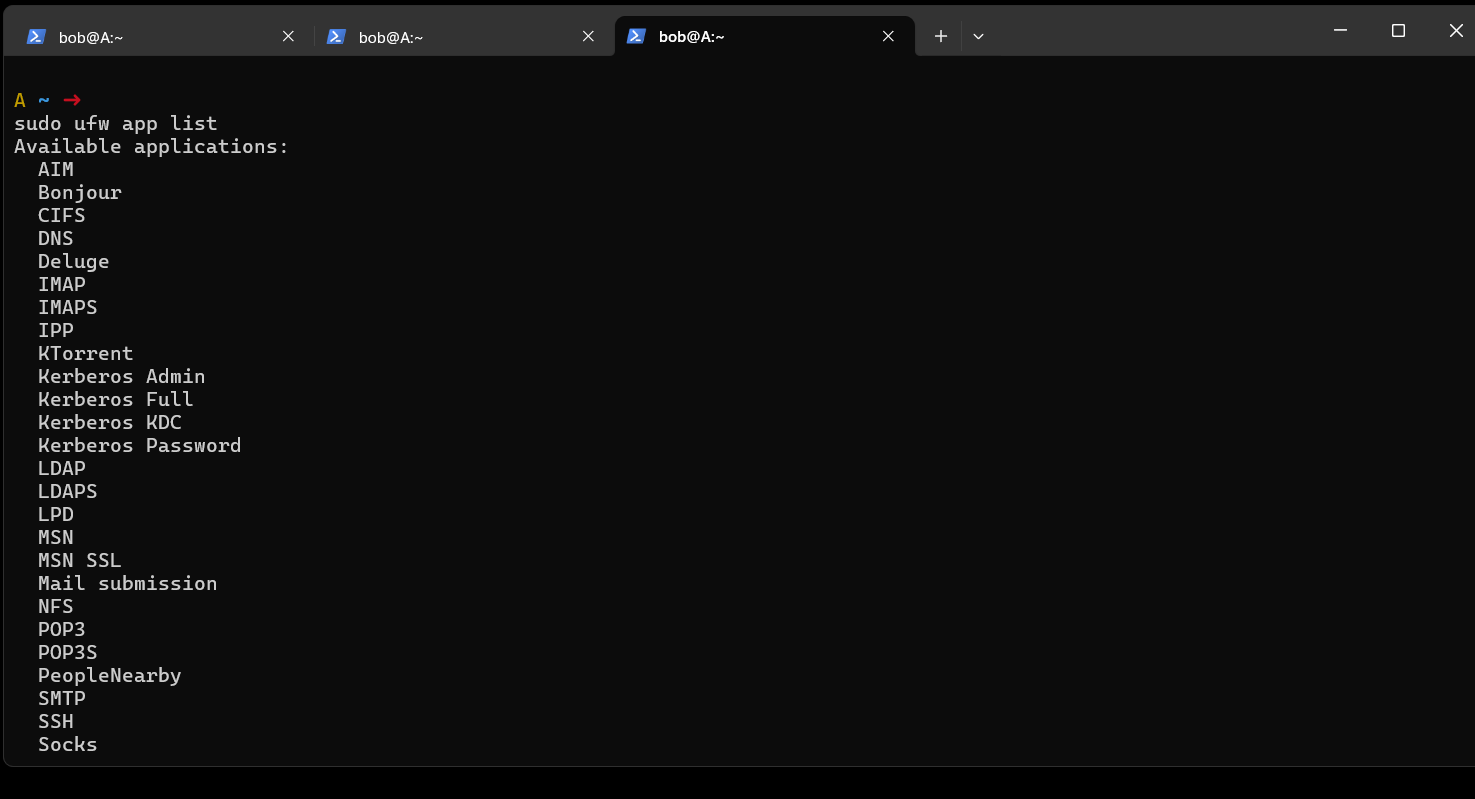 bob@A:~ bob@A:~ bob@A:~
A ~ →
sudo ufw app list
Available applications:
AIM
Bonjour
CIFS
DNS
Deluge
IMAP
IMAPS
IPP
KTorrent
Kerberos Admin
Kerberos Full
Kerberos KDC
Kerberos Password
LDAP
LDAPS
LPD
MSN
MSN SSL
Mail submission
NFS
POP3
POP3S
PeopleNearby
SMTP
SSH
Socks